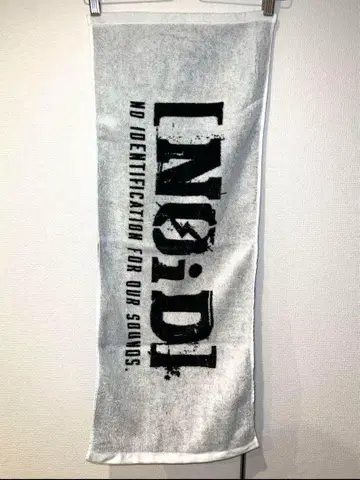 [NØiD].
NO IDENTIFICATION FOR OUR SOUNDS.